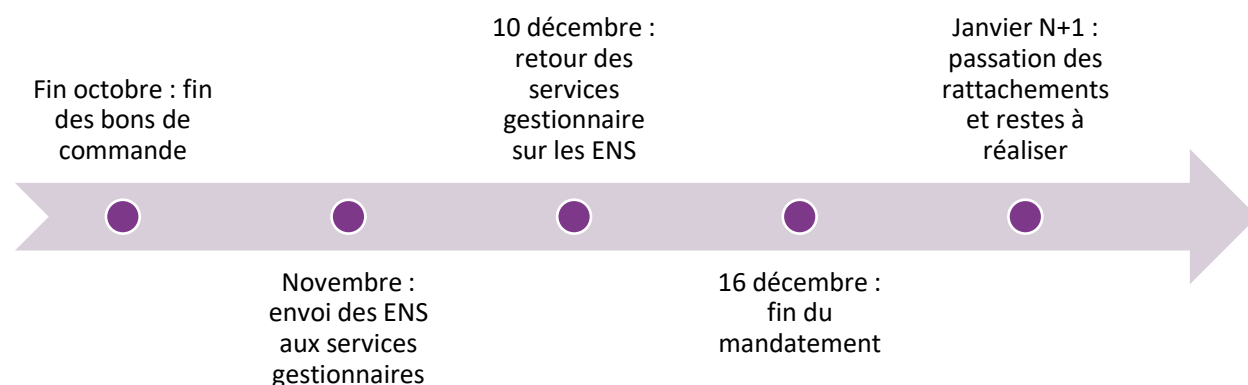 Fin octobre : fin
des bons de
commande
Novembre :
envoi des ENS
aux services
gestionnaires
10 décembre :
retour des
services
gestionnaire
sur les ENS
16 décembre :
fin du
mandatement
Janvier N+1 :
passation des
rattachements
et restes à
réaliser